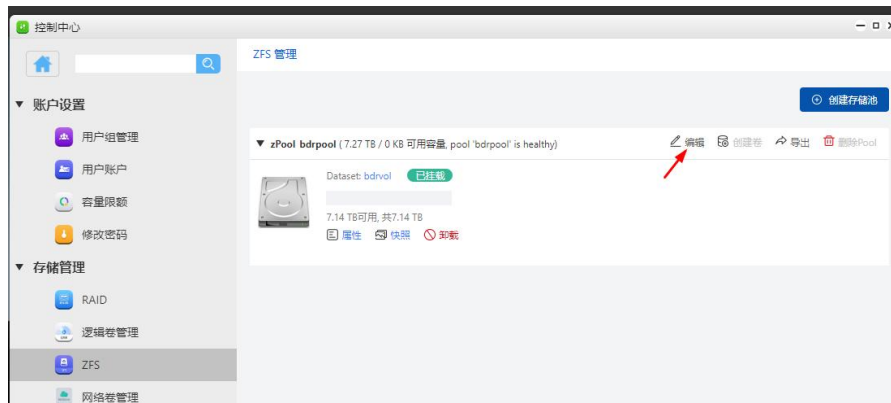 控制中心
ZFS 管理
账户设置
创建存储池
用户组管理
zPool bdrpool ( 7.27 TB / 0 KB 可用容量, pool 'bdrpool' is healthy)
编辑 创建卷 导出 删除Pool
用户账户
Dataset: bdrvol 已挂载
容量限额
7.14 TB可用, 共7.14 TB
修改密码
属性 快照 卸载
存储管理
RAID
逻辑卷管理
ZFS
网络卷管理